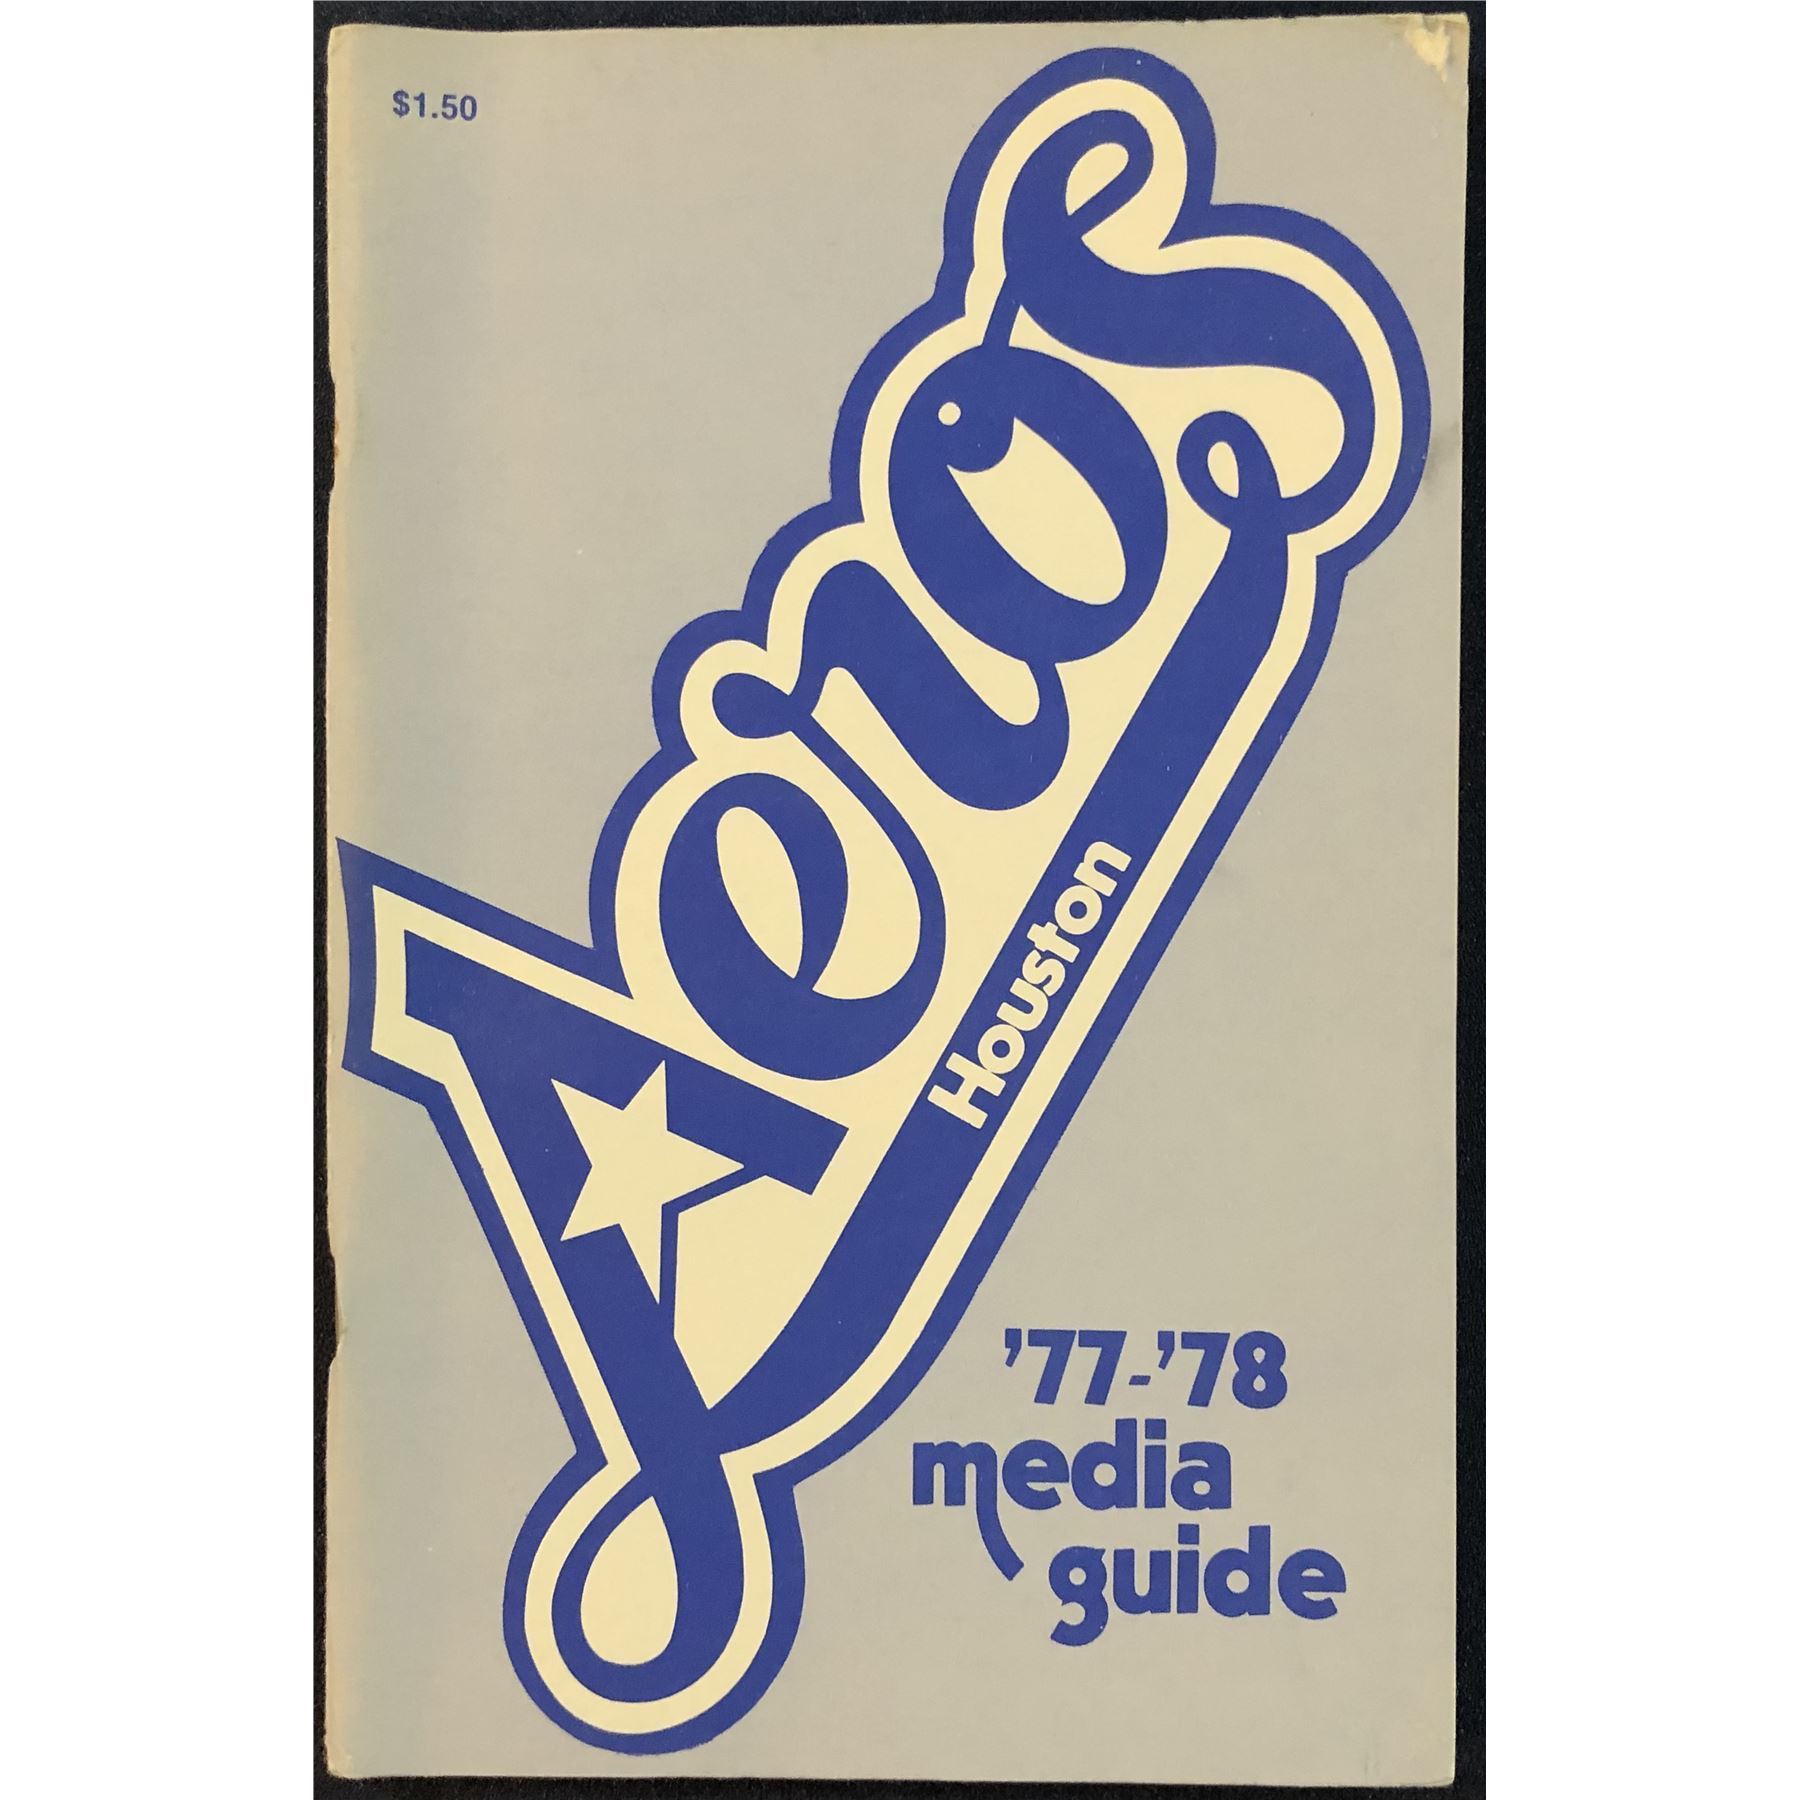 $1.50
Aeros
Houston
'77-'78
media
guide